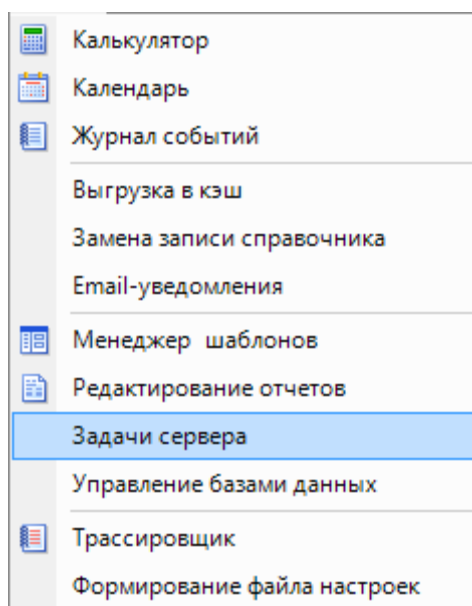 Калькулятор
Календарь
Журнал событий
Выгрузка в кэш
Замена записи справочника
Email-уведомления
Менеджер шаблонов
Редактирование отчетов
Задачи сервера
Управление базами данных
Трассировщик
Формирование файла настроек